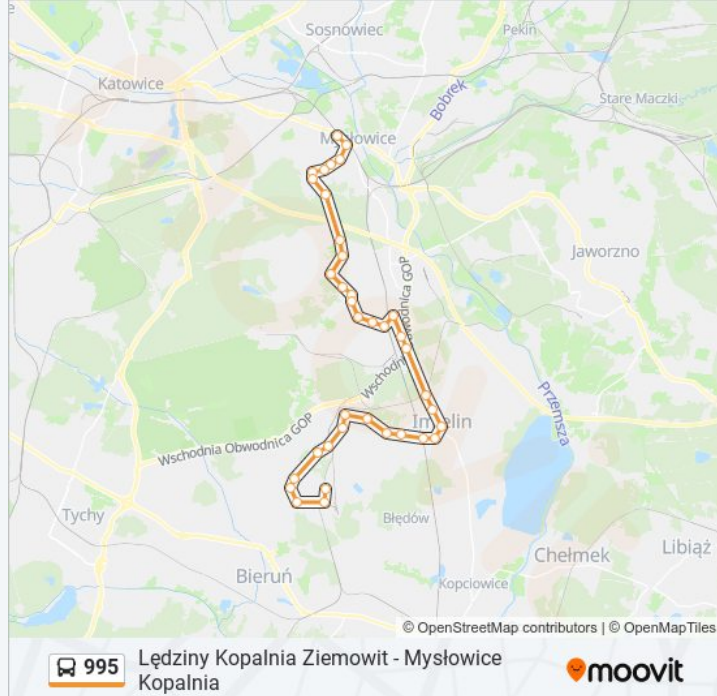 e
Sosnowiec
Pekin
Katowice
Bobrek
Stare Maczki
Mysłowice
Jaworzno
Wschodnia Obwodnica GOP
Przemsza
Imielin
Wschodnia Obwodnica GOP
Tychy
Błędów
Libiąż
Chełmek
Bieruń
Kopciowice
© OpenStreetMap contributors | © OpenMapTiles
995 Lędziny Kopalnia Ziemowit - Mysłowice
Kopalnia
moovit